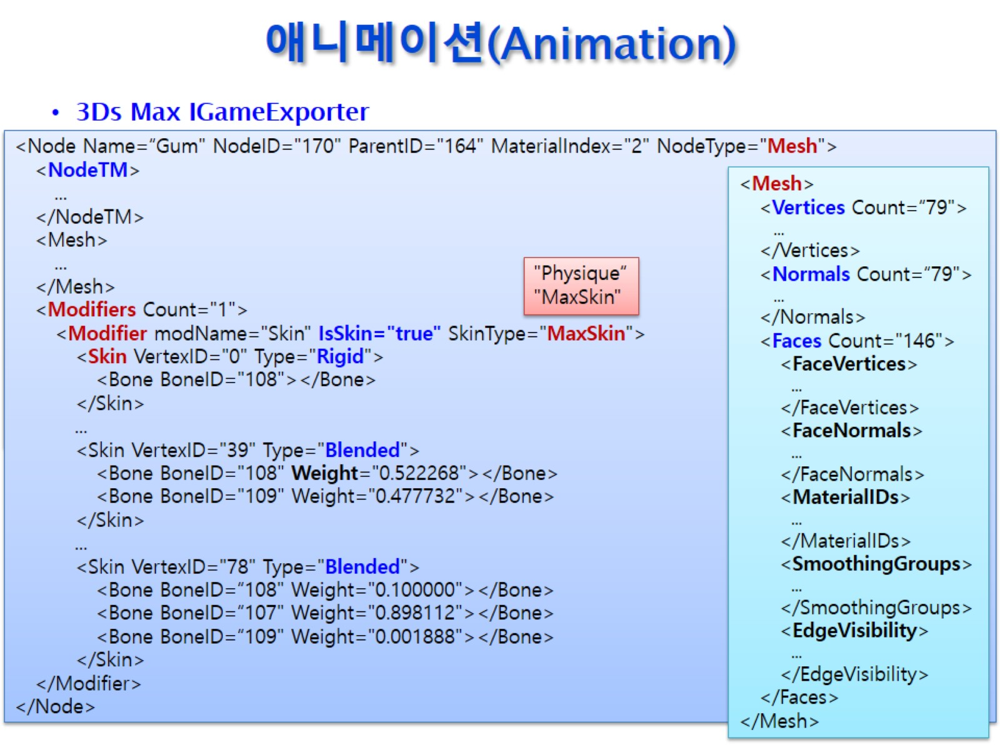 애니메이션(Animation)
• 3Ds Max IGameExporter
<Node Name=“Gum" NodeID="170" ParentID="164" MaterialIndex="2" NodeType="Mesh">
<NodeTM>
...
</NodeTM>
<Mesh>
...
</Mesh>
<Modifiers Count="1">
<Modifier modName="Skin" IsSkin="true" SkinType="MaxSkin">
<Skin VertexID="0" Type="Rigid">
<Bone BoneID="108"></Bone>
</Skin>
...
<Skin VertexID="39" Type="Blended">
<Bone BoneID="108" Weight="0.522268"></Bone>
<Bone BoneID="109" Weight="0.477732"></Bone>
</Skin>
...
<Skin VertexID="78" Type="Blended">
<Bone BoneID=“108" Weight="0.100000"></Bone>
<Bone BoneID=“107" Weight="0.898112"></Bone>
<Bone BoneID=“109" Weight="0.001888"></Bone>
</Skin>
</Modifier>
</Node>
"Physique“
"MaxSkin"
<Mesh>
<Vertices Count=“79">
...
</Vertices>
<Normals Count=“79">
...
</Normals>
<Faces Count="146">
<FaceVertices>
...
</FaceVertices>
<FaceNormals>
...
</FaceNormals>
<MaterialIDs>
...
</MaterialIDs>
<SmoothingGroups>
...
</SmoothingGroups>
<EdgeVisibility>
...
</EdgeVisibility>
</Faces>
</Mesh>